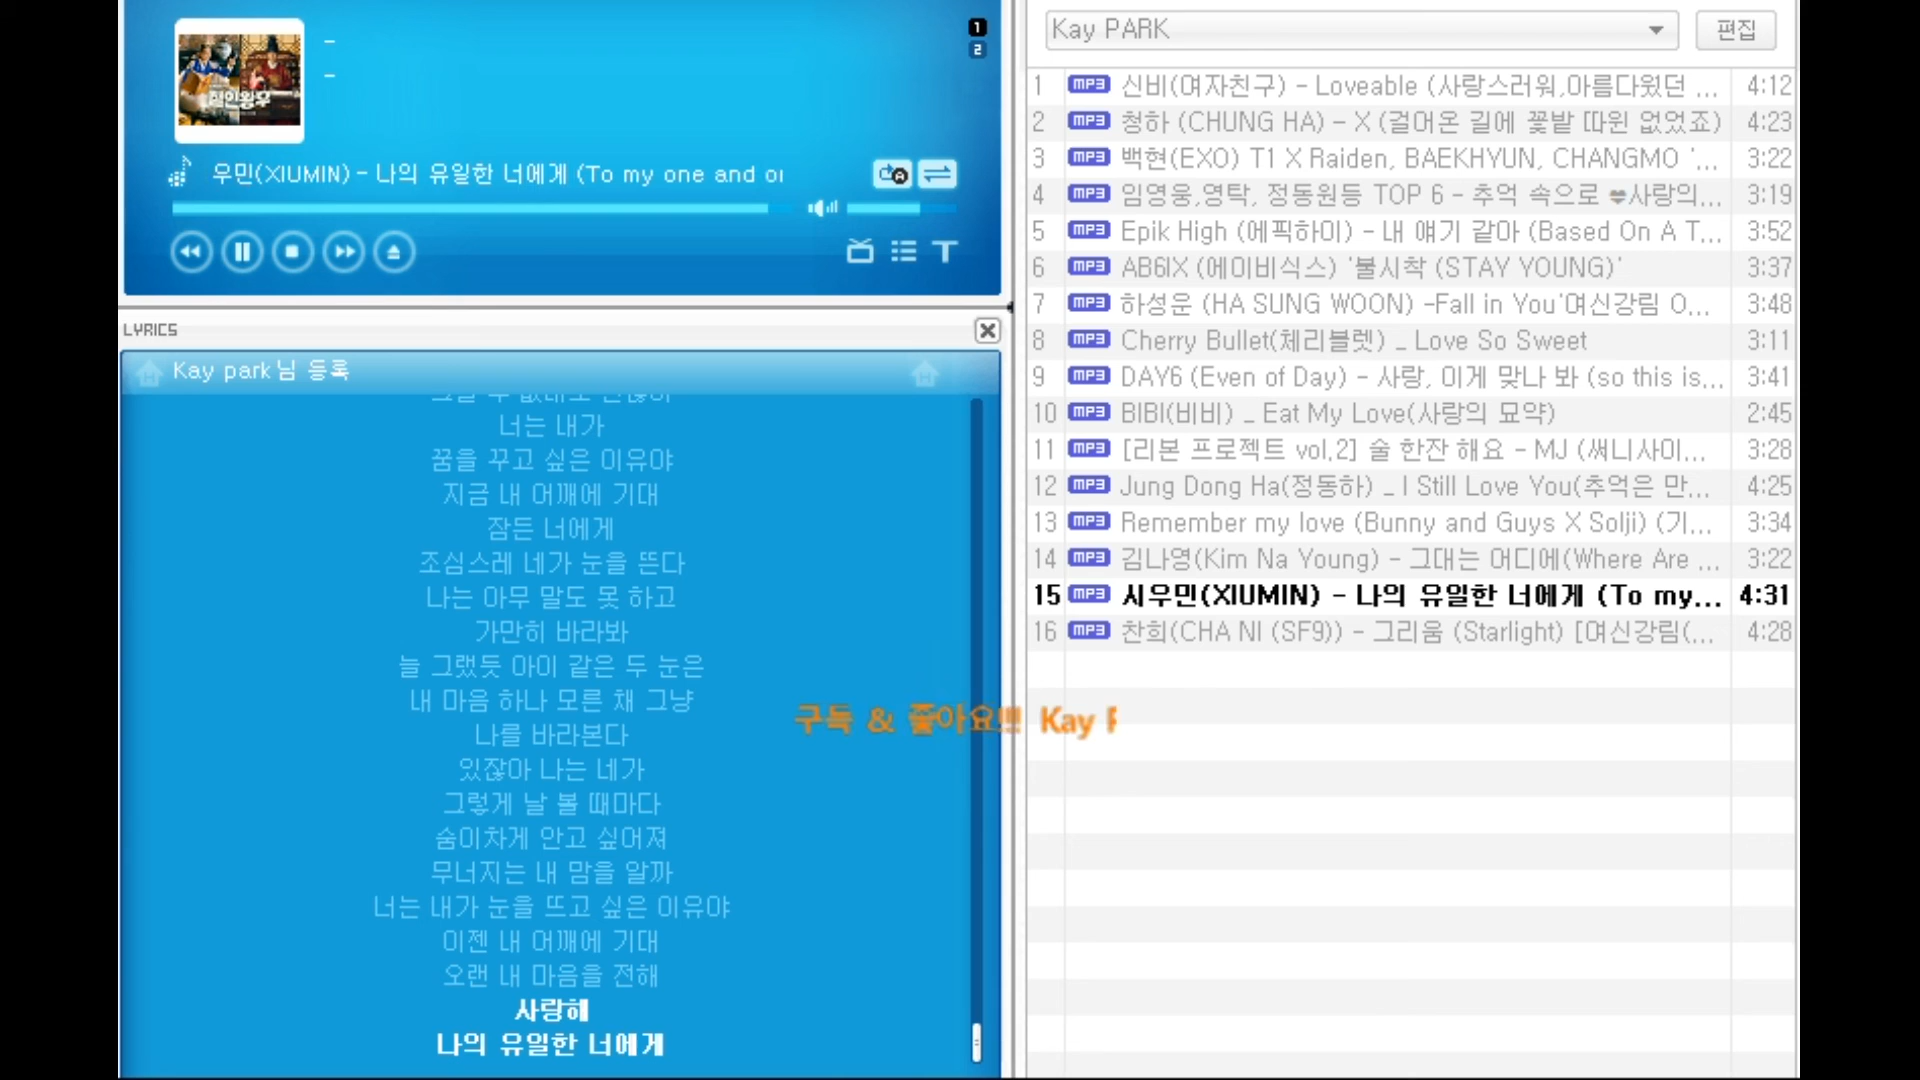 철인왕후
-
-
1
2
우민(XIUMIN) - 나의 유일한 너에게 (To my one and on
LYRICS
Kay park님 등록
너는 내가
꿈을 꾸고 싶은 이유야
지금 내 어깨에 기대
잠든 너에게
조심스레 네가 눈을 뜬다
나는 아무 말도 못 하고
가만히 바라봐
늘 그랬듯 아이 같은 두 눈은
내 마음 하나 모른 채 그냥
나를 바라본다
있잖아 나는 네가
그렇게 날 볼 때마다
숨이차게 안고 싶어져
무너지는 내 맘을 알까
너는 내가 눈을 뜨고 싶은 이유야
이젠 내 어깨에 기대
오랜 내 마음을 전해
사랑해
나의 유일한 너에게
구독 & 좋아요!!! Kay P
Kay PARK
편집
1 MP3 신비(여자친구) - Loveable (사랑스러워,아름다웠던 ... 4:12
2 MP3 청하 (CHUNG HA) - X (걸어온 길에 꽃밭 따윈 없었죠) 4:23
3 MP3 백현(EXO) T1 X Raiden, BAEKHYUN, CHANGMO '... 3:22
4 MP3 임영웅,영탁, 정동원등 TOP 6 - 추억 속으로 ❤사랑의... 3:19
5 MP3 Epik High (에픽하이) - 내 얘기 같아 (Based On A T... 3:52
6 MP3 AB6IX (에이비식스) '불시착 (STAY YOUNG)' 3:37
7 MP3 하성운 (HA SUNG WOON) -Fall in You'여신강림 O... 3:48
8 MP3 Cherry Bullet(체리블렛) _ Love So Sweet 3:11
9 MP3 DAY6 (Even of Day) - 사랑, 이게 맞나 봐 (so this is... 3:41
10 MP3 BIBI(비비) _ Eat My Love(사랑의 묘약) 2:45
11 MP3 [리본 프로젝트 vol.2] 술 한잔 해요 - MJ (써니사이... 3:28
12 MP3 Jung Dong Ha(정동하) _ I Still Love You(추억은 만... 4:25
13 MP3 Remember my love (Bunny and Guys X Solji) (기... 3:34
14 MP3 김나영(Kim Na Young) - 그대는 어디에(Where Are ... 3:22
15 MP3 시우민(XIUMIN) - 나의 유일한 너에게 (To my... 4:31
16 MP3 찬희(CHA NI (SF9)) - 그리움 (Starlight) [여신강림(... 4:28